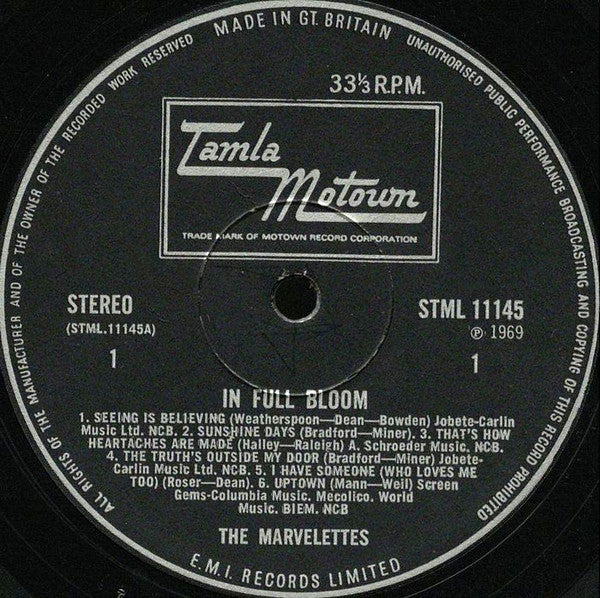 MADE IN GT. BRITAIN
ALL RIGHTS OF THE MANUFACTURER AND OF THE OWNER OF THE RECORDED WORK RESERVED
UNAUTHORISED PUBLIC PERFORMANCE BROADCASTING AND COPYING OF THIS RECORD PROHIBITED
33⅓ R.P.M.
Tamla
Motown
TRADE MARK OF MOTOWN RECORD CORPORATION
STEREO
(STML.11145A)
1
STML 11145
℗ 1969
1
IN FULL BLOOM
1. SEEING IS BELIEVING (Weatherspoon—Dean—Bowden) Jobete-Carlin
Music Ltd. NCB. 2. SUNSHINE DAYS (Bradford—Miner). 3. THAT'S HOW
HEARTACHES ARE MADE (Halley—Raleigh) A. Schroeder Music. NCB.
4. THE TRUTH'S OUTSIDE MY DOOR (Bradford—Miner) Jobete-
Carlin Music Ltd. NCB. 5. I HAVE SOMEONE (WHO LOVES ME
TOO) (Roser—Dean). 6. UPTOWN (Mann—Weil) Screen
Gems-Columbia Music. Mecolico. World
Music. BIEM. NCB
THE MARVELETTES
E.M.I. RECORDS LIMITED